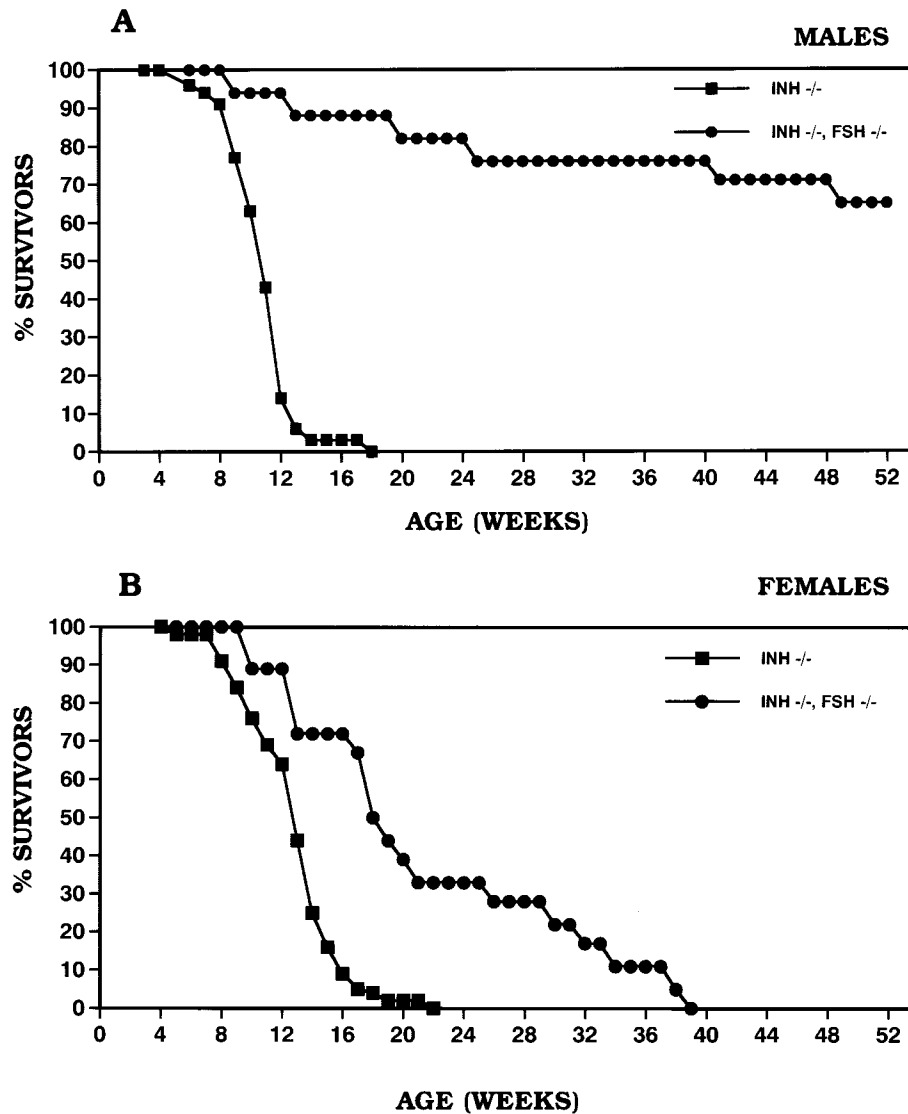 A
MALES
INH -/-
INH -/-, FSH -/-
% SURVIVORS
100
90
80
70
60
50
40
30
20
10
0
0 4 8 12 16 20 24 28 32 36 40 44 48 52
AGE (WEEKS)
B
FEMALES
INH -/-
INH -/-, FSH -/-
% SURVIVORS
100
90
80
70
60
50
40
30
20
10
0
0 4 8 12 16 20 24 28 32 36 40 44 48 52
AGE (WEEKS)